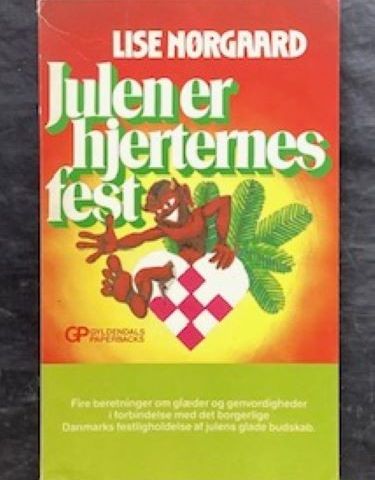 LISE NØRGAARD
Julen er
hjerternes
fest
GP GYLDENDALS
PAPERBACKS
Fire beretninger om glæder og genvordigheder
i forbindelse med det borgerlige
Danmarks festligholdelse af julens glade budskab.